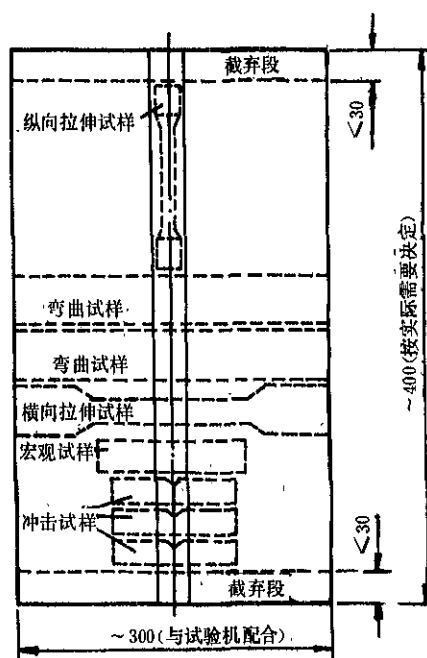 截弃段
纵向拉伸试样
<30
弯曲试样
~400(按实际需要决定)
弯曲试样
横向拉伸试样
宏观试样
冲击试样
<30
截弃段
~300(与试验机配合)